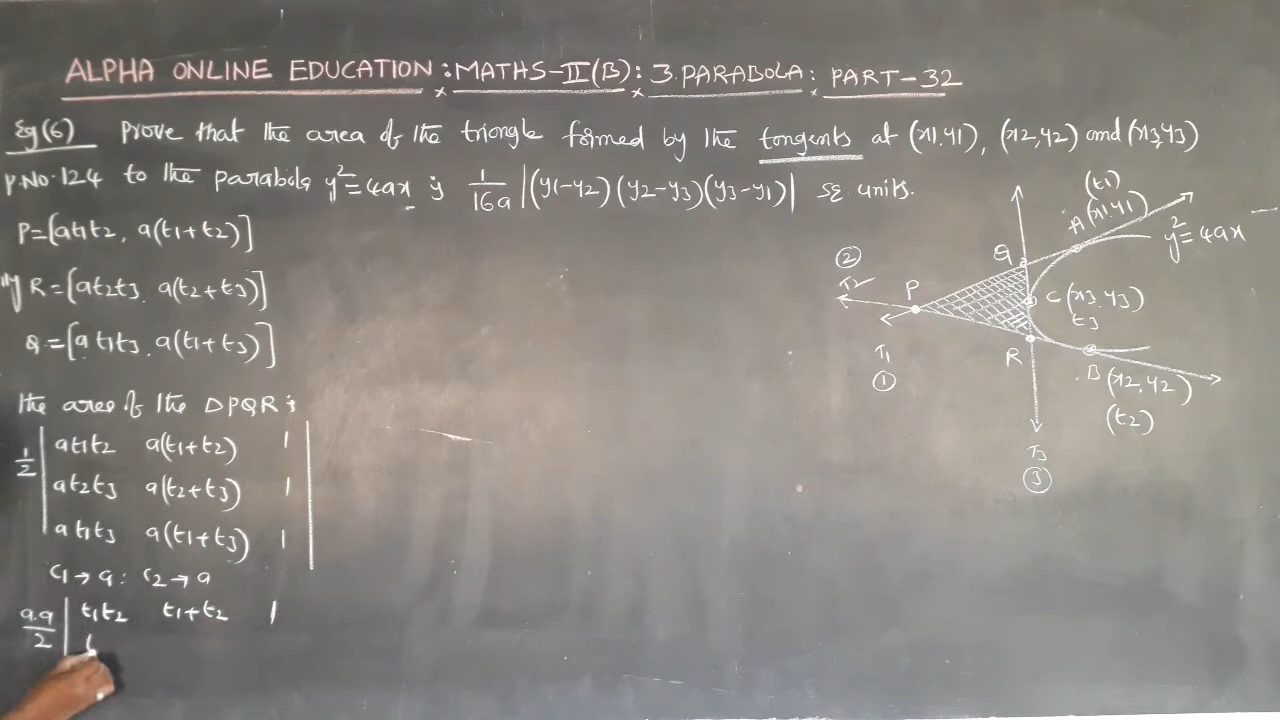 ALPHA ONLINE EDUCATION : MATHS-II(B) : 3. PARABOLA : PART-32
Eg(6) Prove that the area of the triangle formed by the tangents at (x1,y1), (x2,y2) and (x3,y3)
P.No.124 to the parabola y²=4ax is 1/16a |(y1-y2)(y2-y3)(y3-y1)| sq units.
P=[at1t2, a(t1+t2)]
lly R=[at2t3, a(t2+t3)]
Q=[at1t3, a(t1+t3)]
The area of the ΔPQR is
1/2 | at1t2 a(t1+t2) 1 |
at2t3 a(t2+t3) 1
at1t3 a(t1+t3) 1
C1→a : C2→a
a.a/2 | t1t2 t1+t2 1
(t1)
A (x1,y1)
y²=4ax
Q
②
T2
P
C (x3,y3)
t3
R
T1
①
B (x2,y2)
(t2)
T3
③